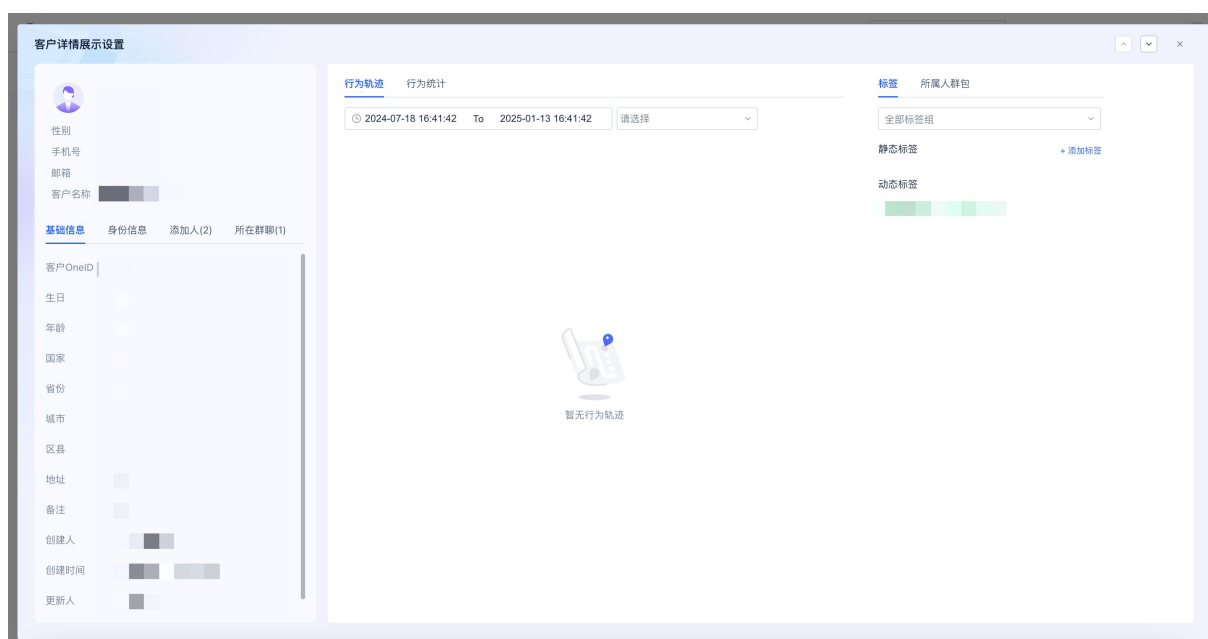 客户详情展示设置
性别
手机号
邮箱
客户名称
基础信息 身份信息 添加人(2) 所在群聊(1)
客户OneID
生日
年龄
国家
省份
城市
区县
地址
备注
创建人
创建时间
更新人
行为轨迹 行为统计
2024-07-18 16:41:42 To 2025-01-13 16:41:42 请选择
暂无行为轨迹
标签 所属人群包
全部标签组
静态标签 + 添加标签
动态标签